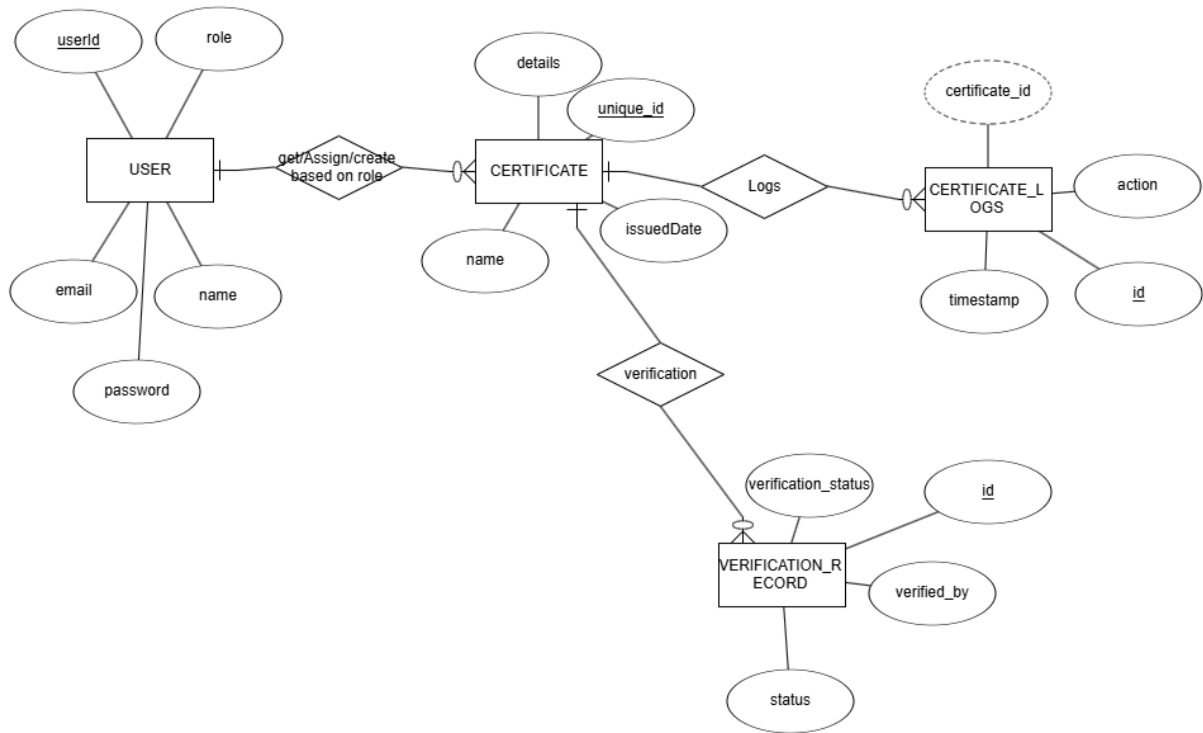 userId
role
details
unique_id
certificate_id
USER
get/Assign/create
based on role
CERTIFICATE
Logs
CERTIFICATE_L
OGS
action
issuedDate
name
email
name
timestamp
id
password
verification
verification_status
id
VERIFICATION_R
ECORD
verified_by
status